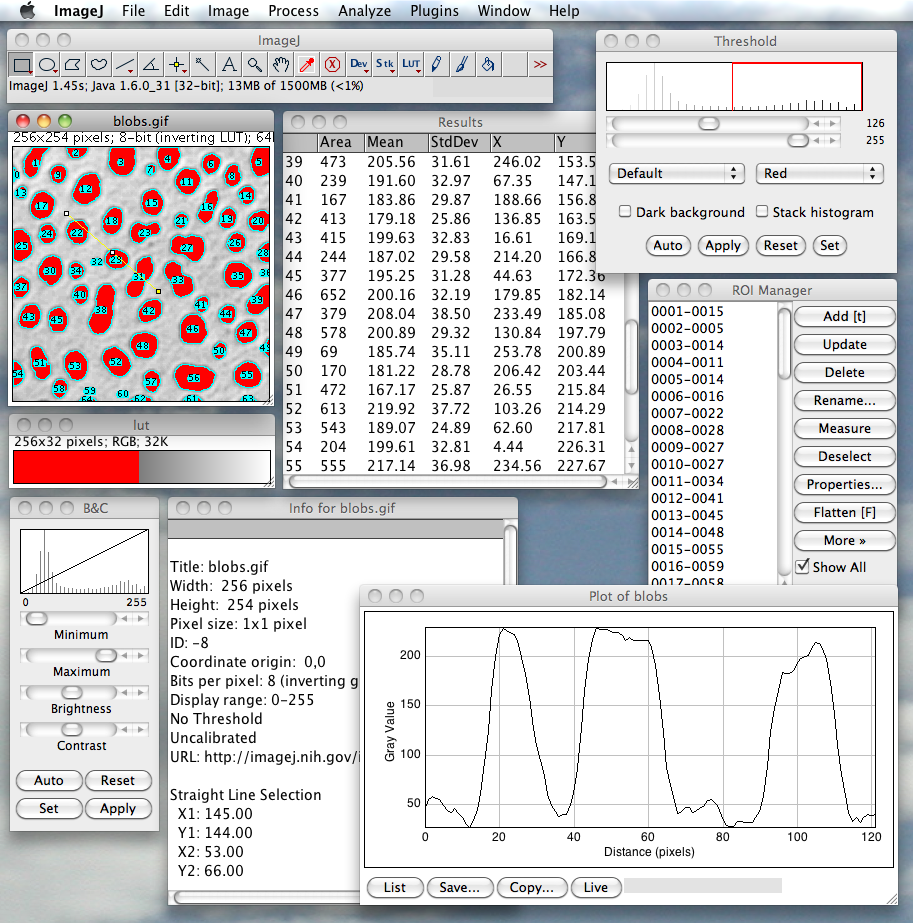 ImageJ File Edit Image Process Analyze Plugins Window Help
ImageJ
Dev Stk LUT >>
ImageJ 1.45s; Java 1.6.0_31 [32-bit]; 13MB of 1500MB (<1%)
Threshold
126
255
Default Red
Dark background Stack histogram
Auto Apply Reset Set
blobs.gif
256x254 pixels; 8-bit (inverting LUT); 64
Results
Area Mean StdDev X Y
39 473 205.56 31.61 246.02 153.5
40 239 191.60 32.97 67.35 147.1
41 167 183.86 29.87 188.66 156.8
42 413 179.18 25.86 136.85 163.5
43 415 199.63 32.83 16.61 169.1
44 244 187.02 29.58 214.20 166.8
45 377 195.25 31.28 44.63 172.36
46 652 200.16 32.19 179.85 182.14
47 379 208.04 38.50 233.49 185.08
48 578 200.89 29.32 130.84 197.79
49 69 185.74 35.11 253.78 200.89
50 170 181.22 28.78 206.42 203.44
51 472 167.17 25.87 26.55 215.84
52 613 219.92 37.72 103.26 214.29
53 543 189.07 24.89 62.60 217.81
54 204 199.61 32.81 4.44 226.31
55 555 217.14 36.98 234.56 227.67
ROI Manager
0001-0015
0002-0005
0003-0014
0004-0011
0005-0014
0006-0016
0007-0022
0008-0028
0009-0027
0010-0027
0011-0034
0012-0041
0013-0045
0014-0048
0015-0055
0016-0059
0017-0058
Add [t]
Update
Delete
Rename...
Measure
Deselect
Properties...
Flatten [F]
More »
Show All
lut
256x32 pixels; RGB; 32K
B&C
0 255
Minimum
Maximum
Brightness
Contrast
Auto Reset
Set Apply
Info for blobs.gif
Title: blobs.gif
Width: 256 pixels
Height: 254 pixels
Pixel size: 1x1 pixel
ID: -8
Coordinate origin: 0,0
Bits per pixel: 8 (inverting g
Display range: 0-255
No Threshold
Uncalibrated
URL: http://imagej.nih.gov/i
Straight Line Selection
X1: 145.00
Y1: 144.00
X2: 53.00
Y2: 66.00
Plot of blobs
Gray Value
200
150
100
50
0 20 40 60 80 100 120
Distance (pixels)
List Save... Copy... Live